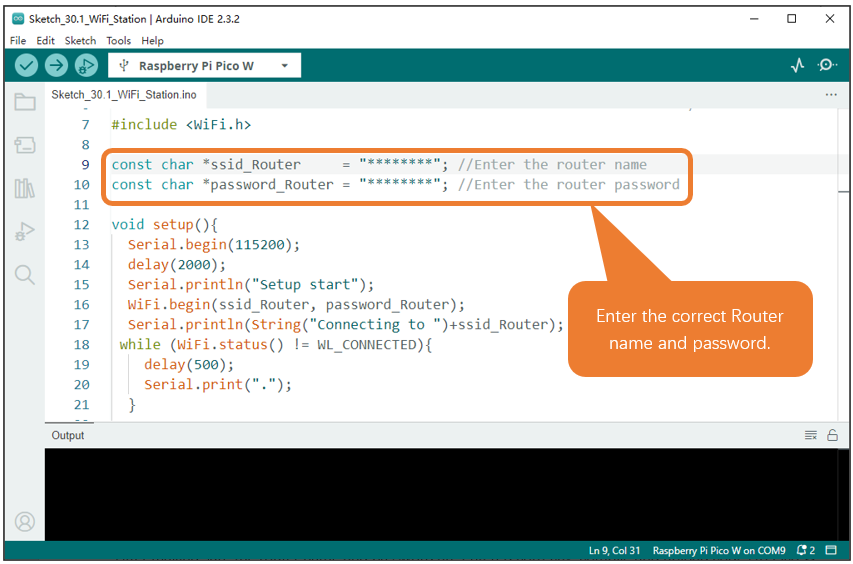 Sketch_30.1_WiFi_Station | Arduino IDE 2.3.2
File Edit Sketch Tools Help
Raspberry Pi Pico W
Sketch_30.1_WiFi_Station.ino
7 #include <WiFi.h>
8
9 const char *ssid_Router     = "********"; //Enter the router name
10 const char *password_Router = "********"; //Enter the router password
11
12 void setup(){
13   Serial.begin(115200);
14   delay(2000);
15   Serial.println("Setup start");
16   WiFi.begin(ssid_Router, password_Router);
17   Serial.println(String("Connecting to ")+ssid_Router);
18  while (WiFi.status() != WL_CONNECTED){
19     delay(500);
20     Serial.print(".");
21   }
Enter the correct Router
name and password.
Output
Ln 9, Col 31 Raspberry Pi Pico W on COM9 2